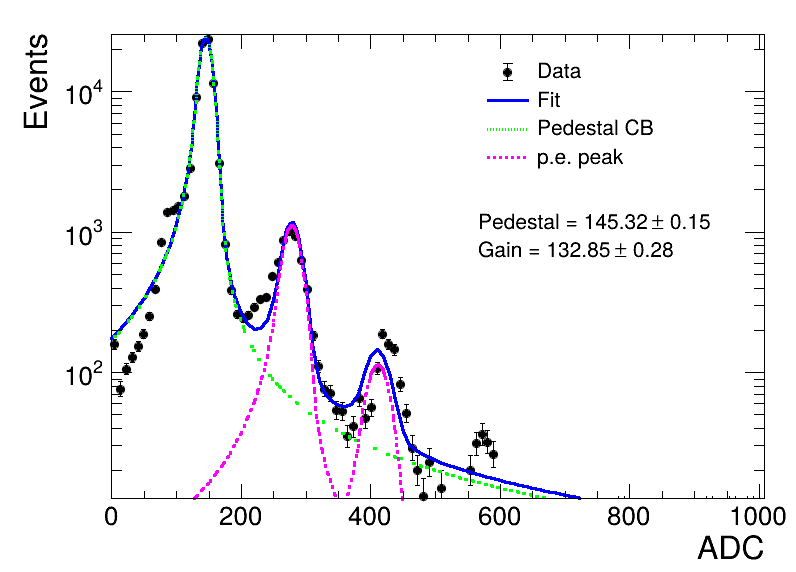 Events
10⁴
10³
10²
Data
Fit
Pedestal CB
p.e. peak
Pedestal = 145.32 ± 0.15
Gain = 132.85 ± 0.28
0 200 400 600 800 1000
ADC